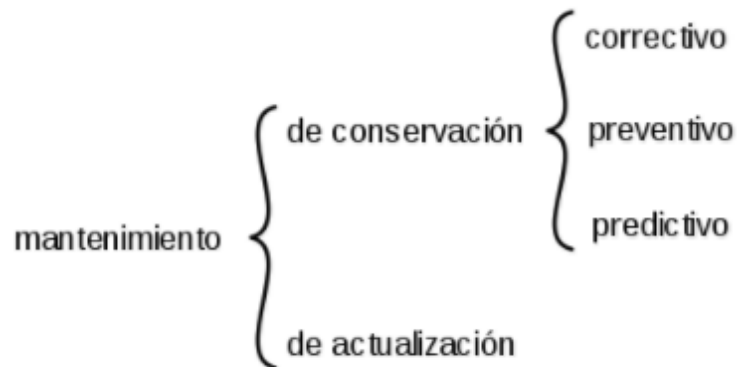 mantenimiento
de conservación
correctivo
preventivo
predictivo
de actualización